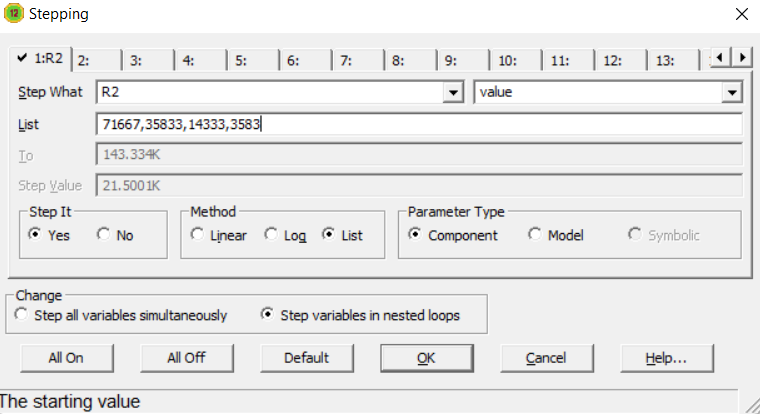 12 Stepping
1:R2 2: 3: 4: 5: 6: 7: 8: 9: 10: 11: 12: 13:
Step What R2 value
List 71667,35833,14333,3583
To 143.334K
Step Value 21.5001K
Step It Method Parameter Type
Yes No Linear Log List Component Model Symbolic
Change
Step all variables simultaneously Step variables in nested loops
All On All Off Default OK Cancel Help...
The starting value